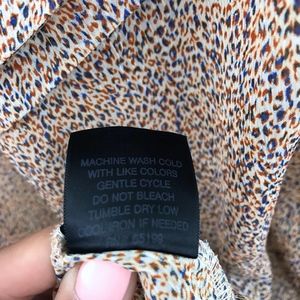 MACHINE WASH COLD
WITH LIKE COLORS
GENTLE CYCLE
DO NOT BLEACH
TUMBLE DRY LOW
COOL IRON IF NEEDED